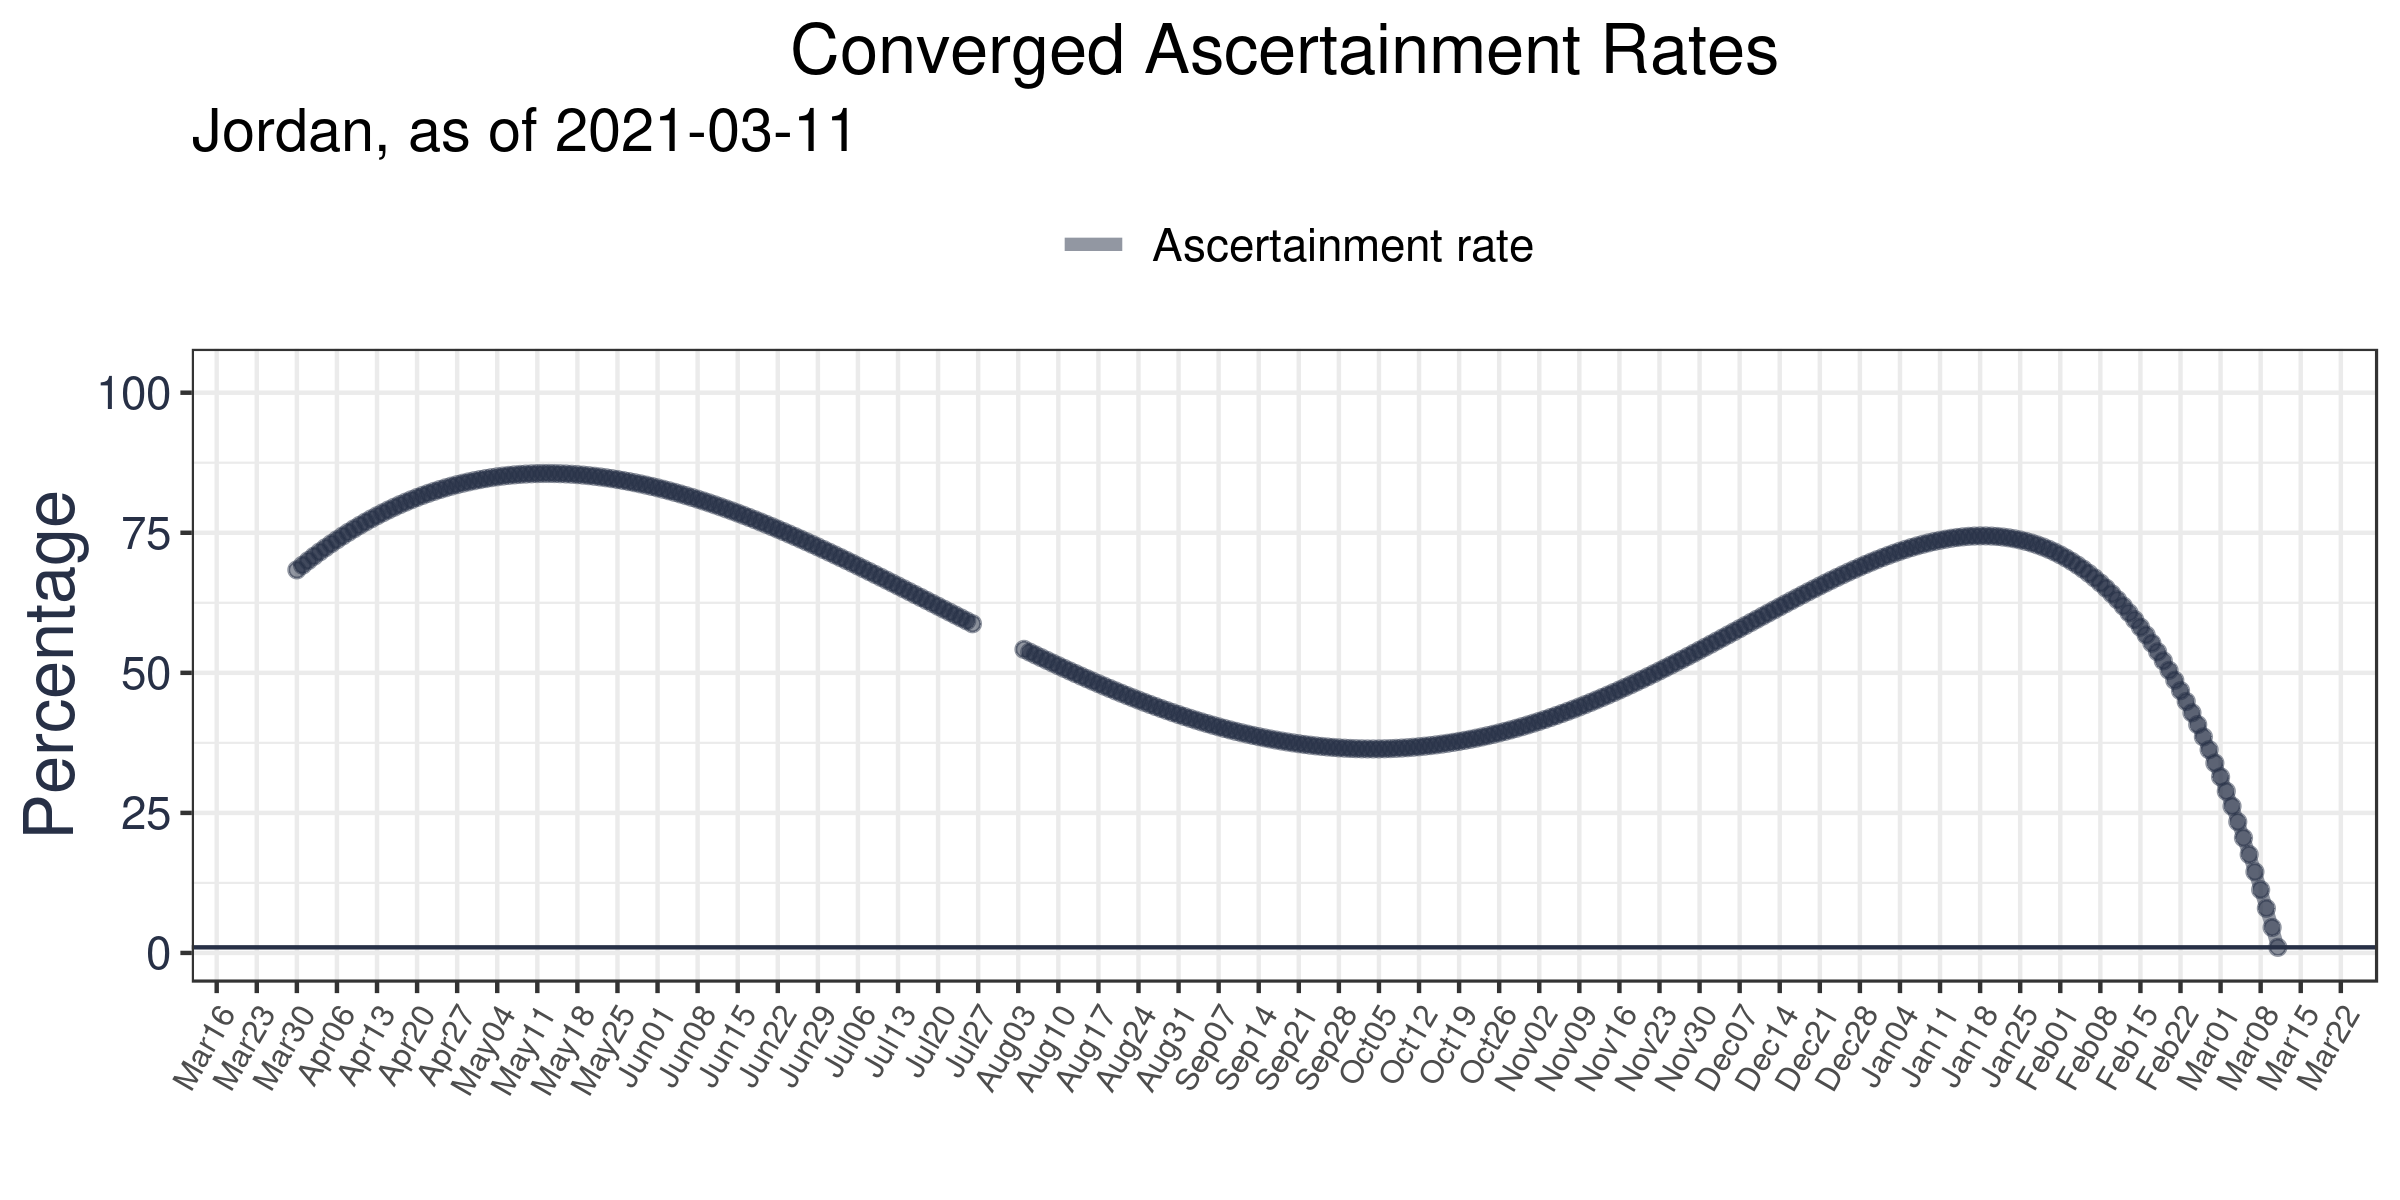 Converged Ascertainment Rates
Jordan, as of 2021-03-11
Ascertainment rate
Percentage
100
75
50
25
0
Mar16 Mar23 Mar30 Apr06 Apr13 Apr20 Apr27 May04 May11 May18 May25 Jun01 Jun08 Jun15 Jun22 Jun29 Jul06 Jul13 Jul20 Jul27 Aug03 Aug10 Aug17 Aug24 Aug31 Sep07 Sep14 Sep21 Sep28 Oct05 Oct12 Oct19 Oct26 Nov02 Nov09 Nov16 Nov23 Nov30 Dec07 Dec14 Dec21 Dec28 Jan04 Jan11 Jan18 Jan25 Feb01 Feb08 Feb15 Feb22 Mar01 Mar08 Mar15 Mar22